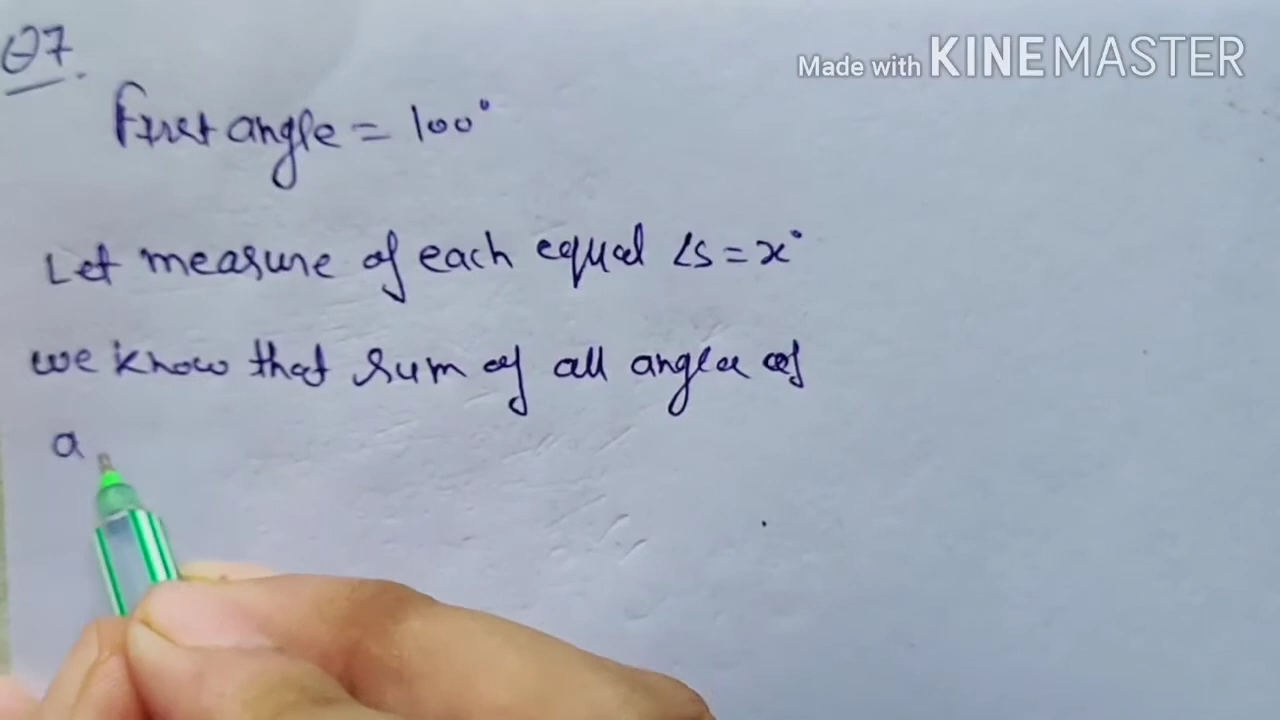 Q7.
Made with KINEMASTER
First angle = 100°
Let measure of each equal ∠s = x°
we know that sum of all angles of
a